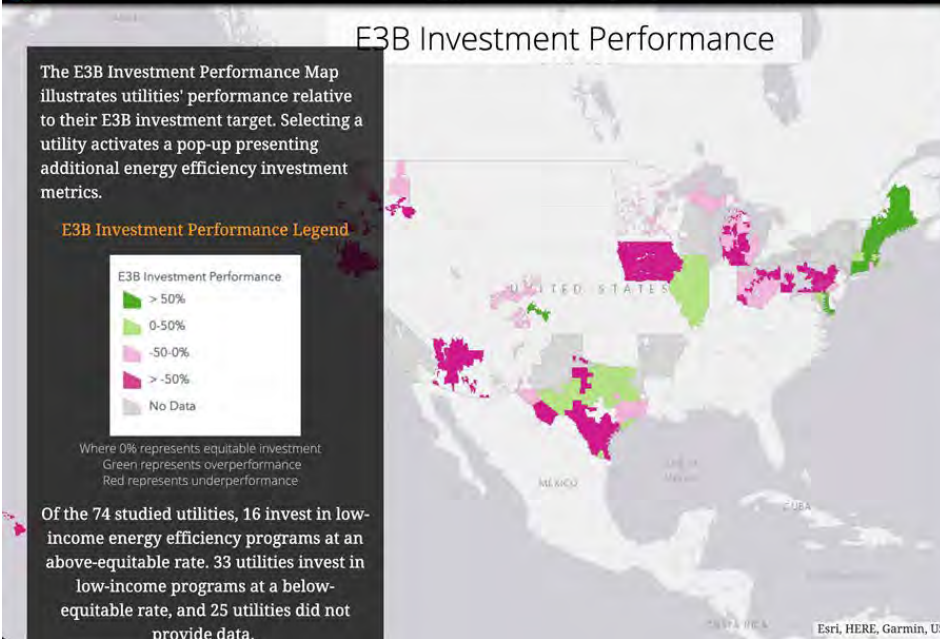 E3B Investment Performance
The E3B Investment Performance Map
illustrates utilities' performance relative
to their E3B investment target. Selecting a
utility activates a pop-up presenting
additional energy efficiency investment
metrics.
E3B Investment Performance Legend
E3B Investment Performance
> 50%
0-50%
-50-0%
> -50%
No Data
Where 0% represents equitable investment
Green represents overperformance
Red represents underperformance
Of the 74 studied utilities, 16 invest in low-
income energy efficiency programs at an
above-equitable rate. 33 utilities invest in
low-income programs at a below-
equitable rate, and 25 utilities did not
provide data.
UNITED STATES
MEXICO
CUBA
COSTA RICA
Esri, HERE, Garmin, U